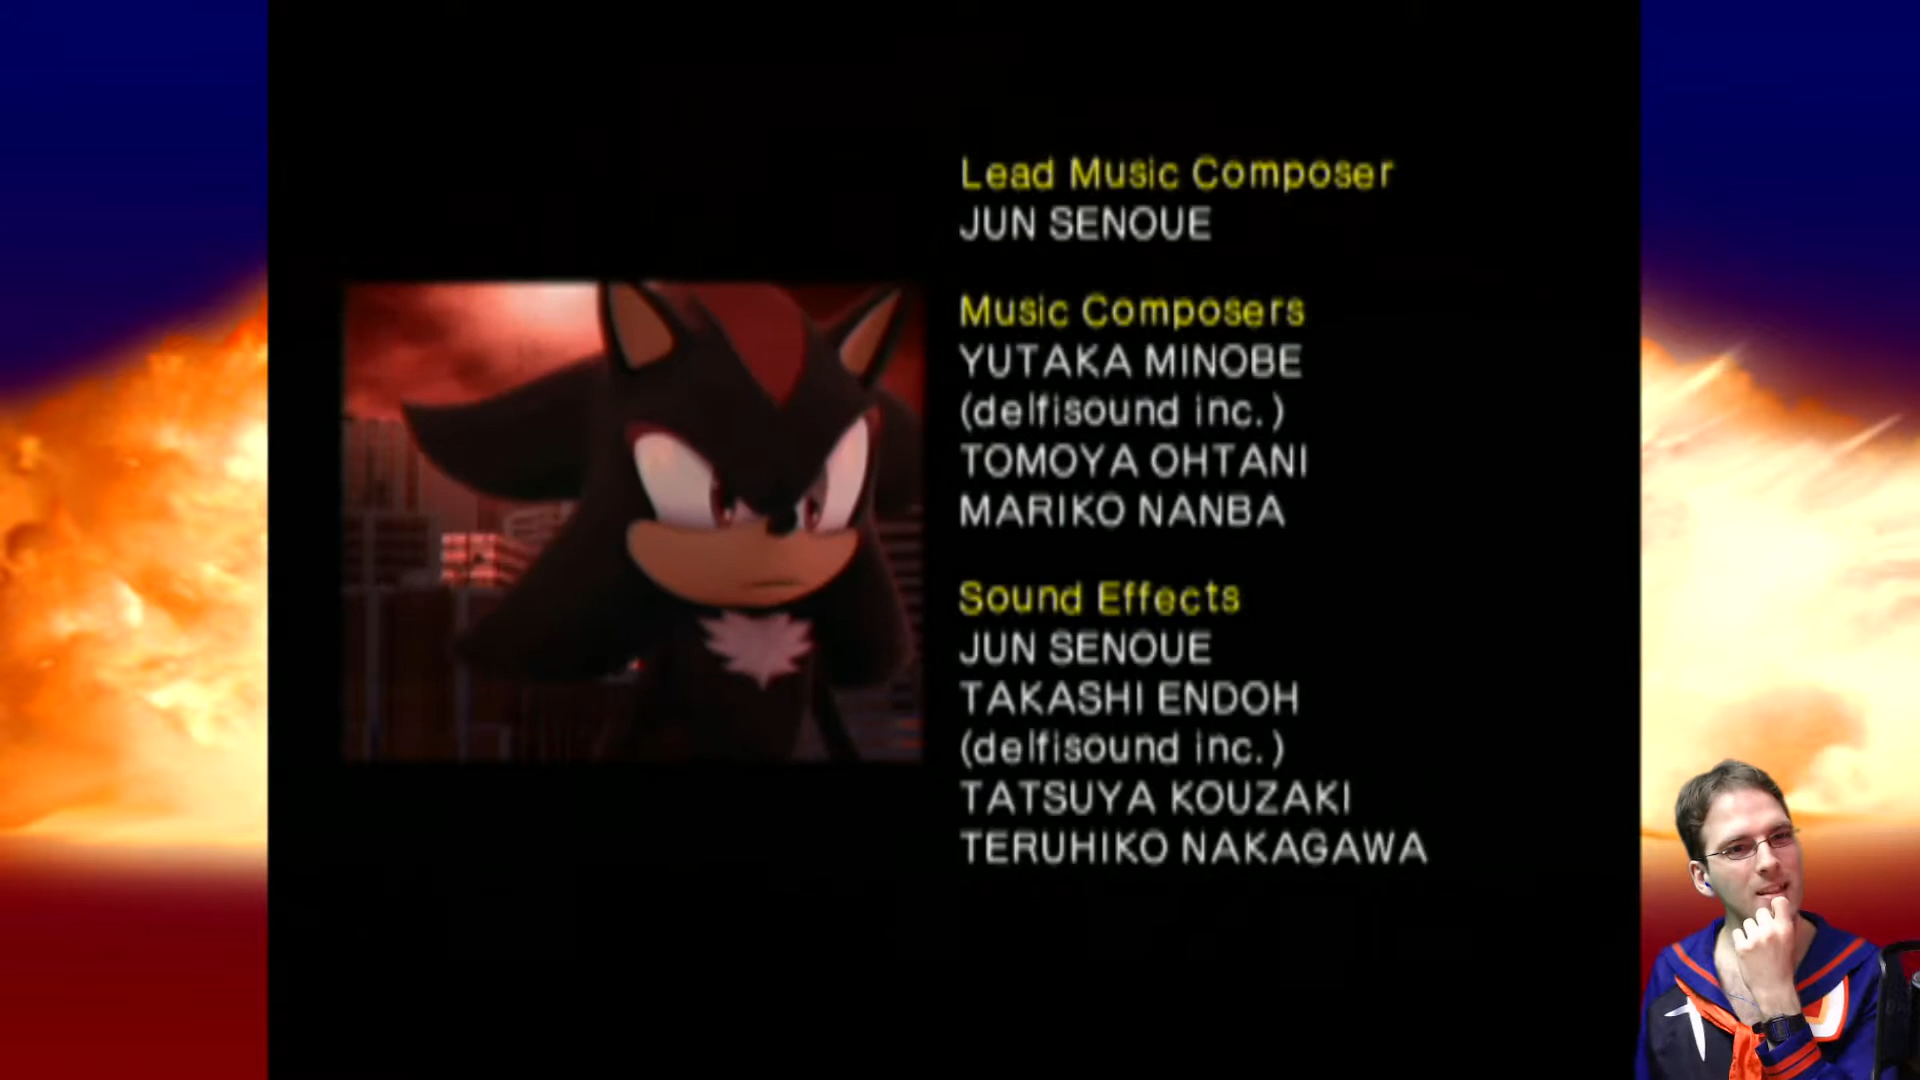 Lead Music Composer
JUN SENOUE
Music Composers
YUTAKA MINOBE
(delfisound inc.)
TOMOYA OHTANI
MARIKO NANBA
Sound Effects
JUN SENOUE
TAKASHI ENDOH
(delfisound inc.)
TATSUYA KOUZAKI
TERUHIKO NAKAGAWA